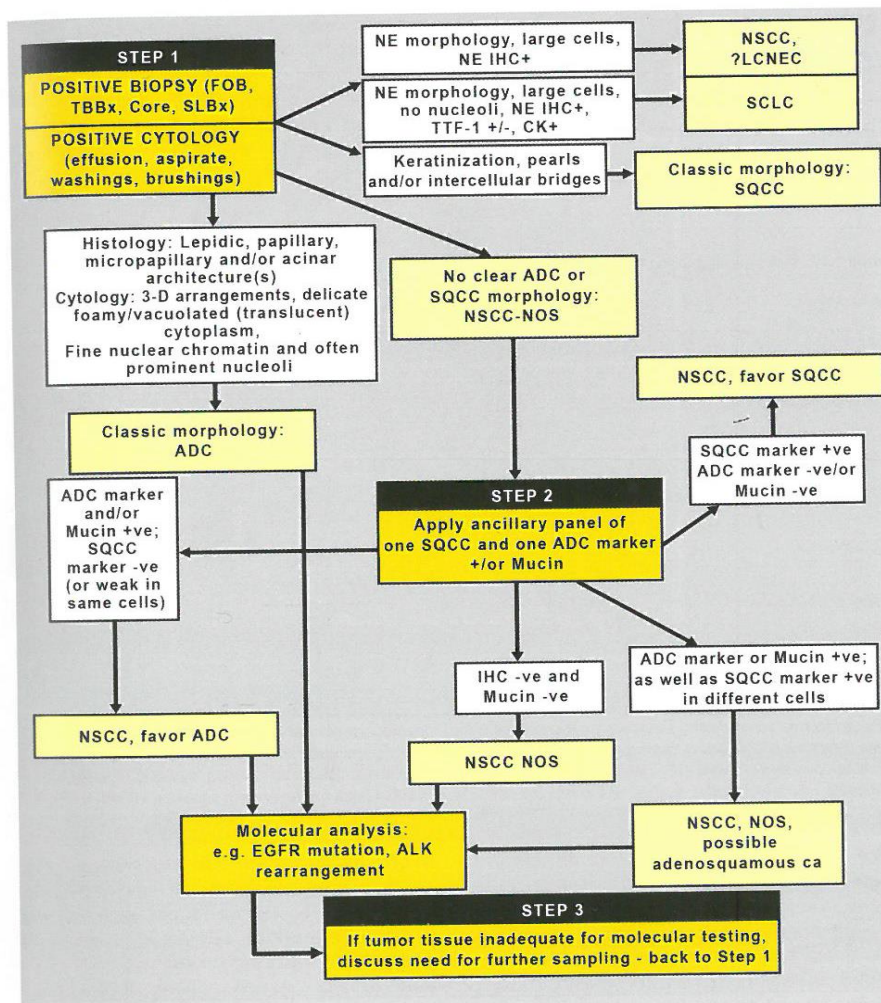 STEP 1
POSITIVE BIOPSY (FOB,
TBBx, Core, SLBx)
POSITIVE CYTOLOGY
(effusion, aspirate,
washings, brushings)
NE morphology, large cells,
NE IHC+
NSCC,
?LCNEC
NE morphology, large cells,
no nucleoli, NE IHC+,
TTF-1 +/-, CK+
SCLC
Keratinization, pearls
and/or intercellular bridges
Classic morphology:
SQCC
Histology: Lepidic, papillary,
micropapillary and/or acinar
architecture(s)
Cytology: 3-D arrangements, delicate
foamy/vacuolated (translucent)
cytoplasm,
Fine nuclear chromatin and often
prominent nucleoli
No clear ADC or
SQCC morphology:
NSCC-NOS
Classic morphology:
ADC
NSCC, favor SQCC
SQCC marker +ve
ADC marker -ve/or
Mucin -ve
STEP 2
Apply ancillary panel of
one SQCC and one ADC marker
+/or Mucin
ADC marker
and/or
Mucin +ve;
SQCC
marker -ve
(or weak in
same cells)
IHC -ve and
Mucin -ve
ADC marker or Mucin +ve;
as well as SQCC marker +ve
in different cells
NSCC, favor ADC
NSCC NOS
Molecular analysis:
e.g. EGFR mutation, ALK
rearrangement
NSCC, NOS,
possible
adenosquamous ca
STEP 3
If tumor tissue inadequate for molecular testing,
discuss need for further sampling - back to Step 1